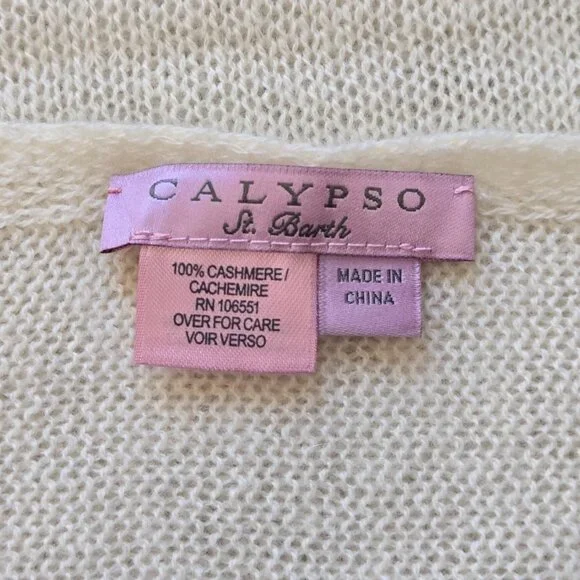 CALYPSO
St. Barth
100% CASHMERE/
CACHEMIRE
RN 106551
OVER FOR CARE
VOIR VERSO
MADE IN
CHINA